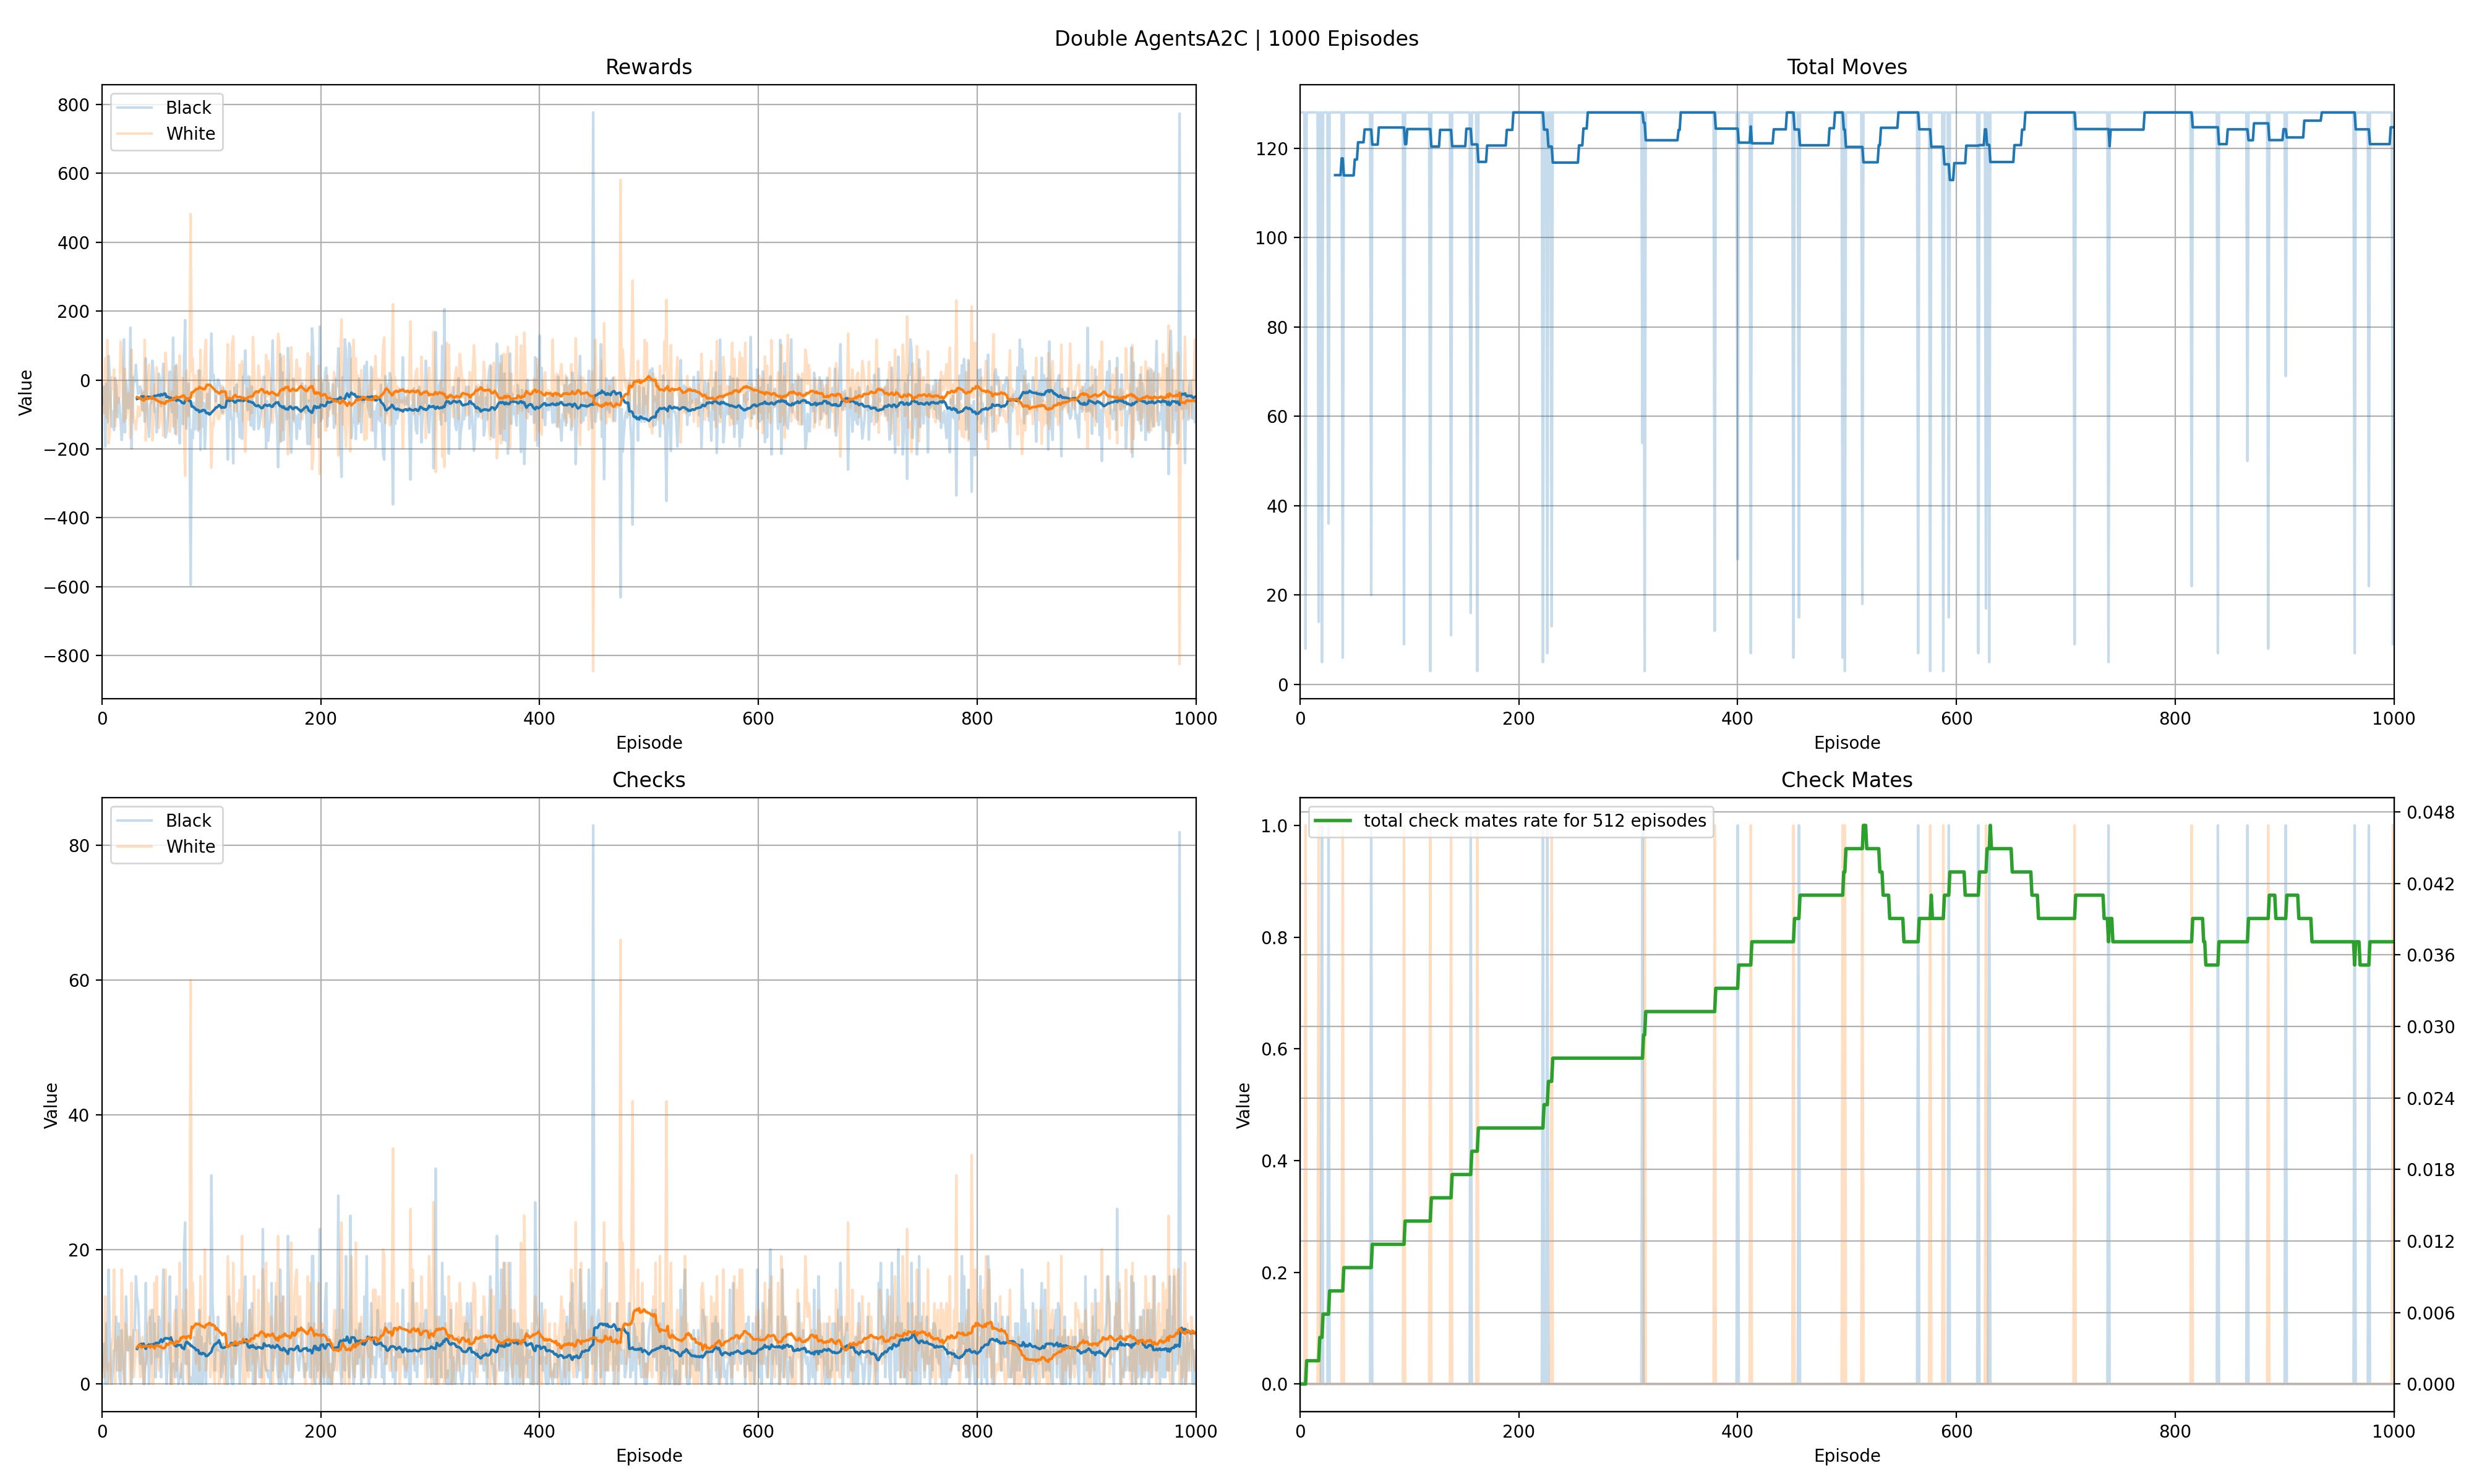 Double AgentsA2C | 1000 Episodes
Rewards
Black
White
800
600
400
200
0
−200
−400
−600
−800
Value
0 200 400 600 800 1000
Episode
Total Moves
120
100
80
60
40
20
0
0 200 400 600 800 1000
Episode
Checks
Black
White
80
60
40
20
0
Value
0 200 400 600 800 1000
Episode
Check Mates
total check mates rate for 512 episodes
1.0
0.8
0.6
0.4
0.2
0.0
Value
0.048
0.042
0.036
0.030
0.024
0.018
0.012
0.006
0.000
0 200 400 600 800 1000
Episode